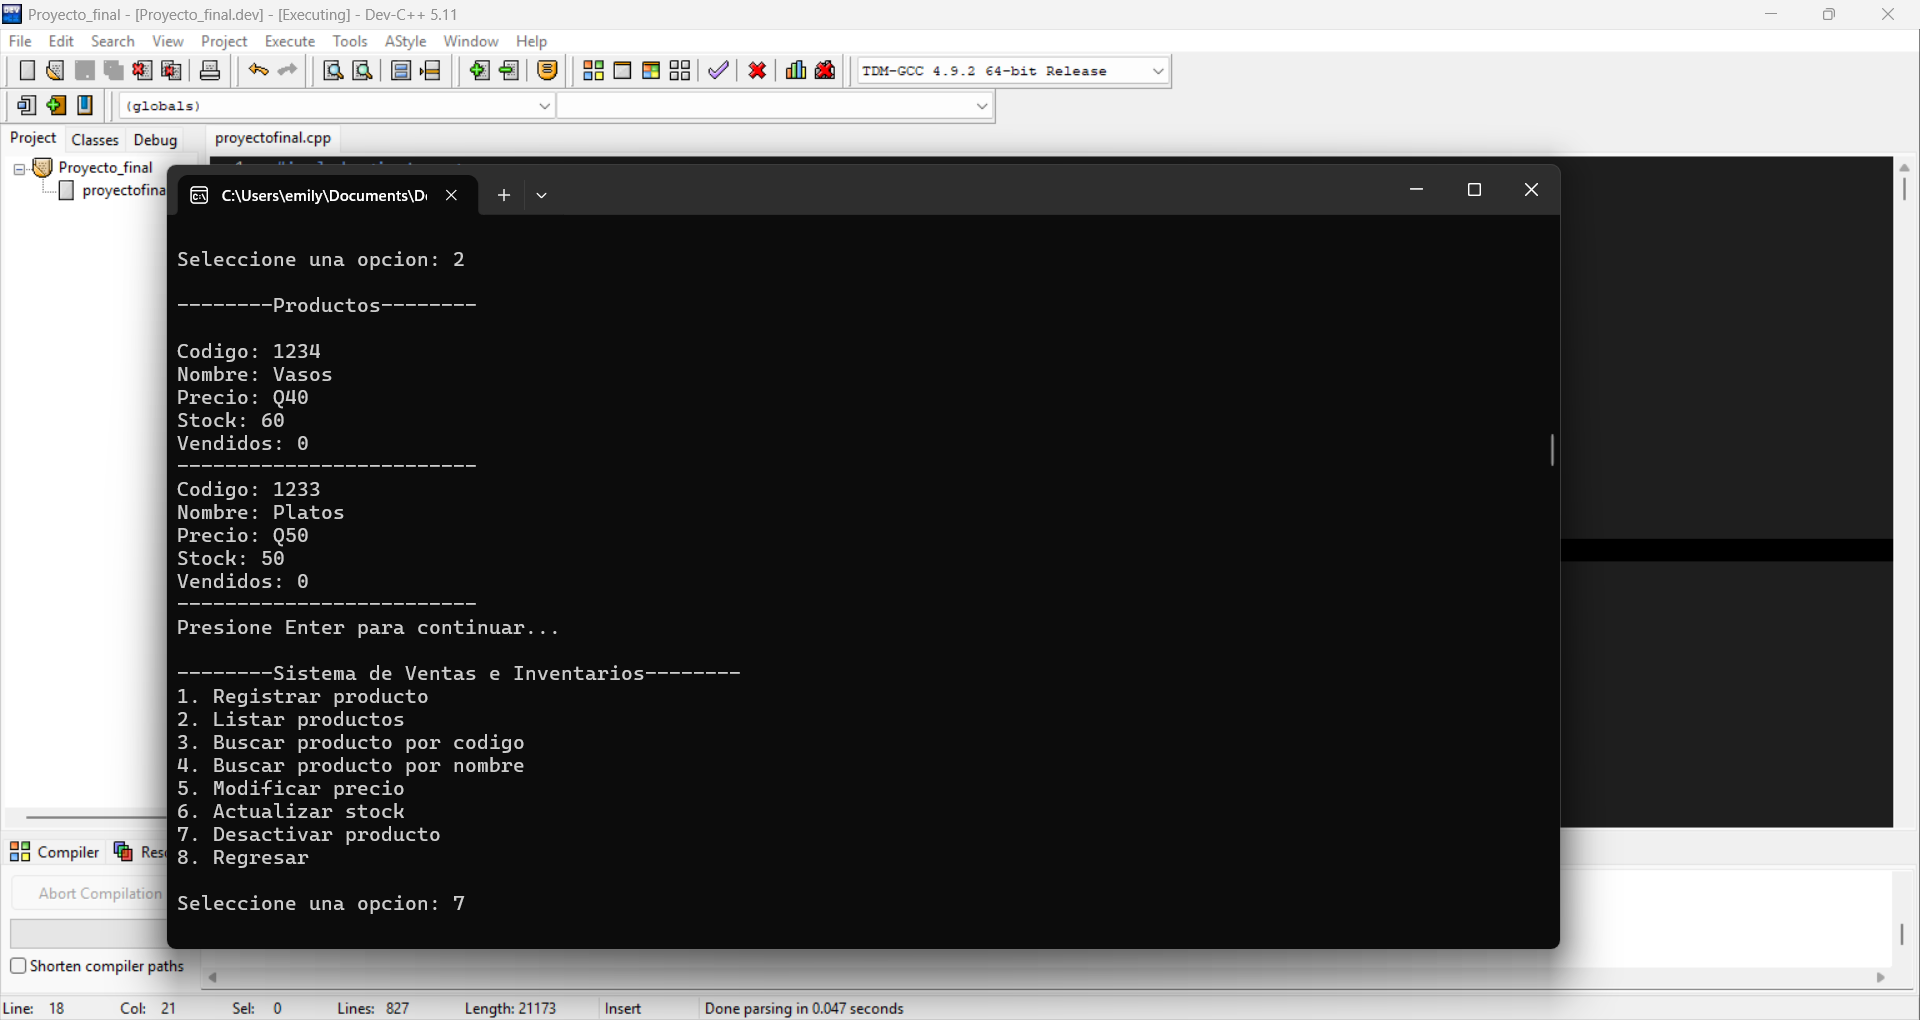 Proyecto_final - [Proyecto_final.dev] - [Executing] - Dev-C++ 5.11
File Edit Search View Project Execute Tools AStyle Window Help
TDM-GCC 4.9.2 64-bit Release
(globals)
Project Classes Debug proyectofinal.cpp
Proyecto_final
proyectofina
C:\Users\emily\Documents\D
Seleccione una opcion: 2
--------Productos--------
Codigo: 1234
Nombre: Vasos
Precio: Q40
Stock: 60
Vendidos: 0
-------------------------
Codigo: 1233
Nombre: Platos
Precio: Q50
Stock: 50
Vendidos: 0
-------------------------
Presione Enter para continuar...
--------Sistema de Ventas e Inventarios--------
1. Registrar producto
2. Listar productos
3. Buscar producto por codigo
4. Buscar producto por nombre
5. Modificar precio
6. Actualizar stock
7. Desactivar producto
8. Regresar
Seleccione una opcion: 7
Compiler Res
Abort Compilation
Shorten compiler paths
Line: 18 Col: 21 Sel: 0 Lines: 827 Length: 21173 Insert Done parsing in 0.047 seconds